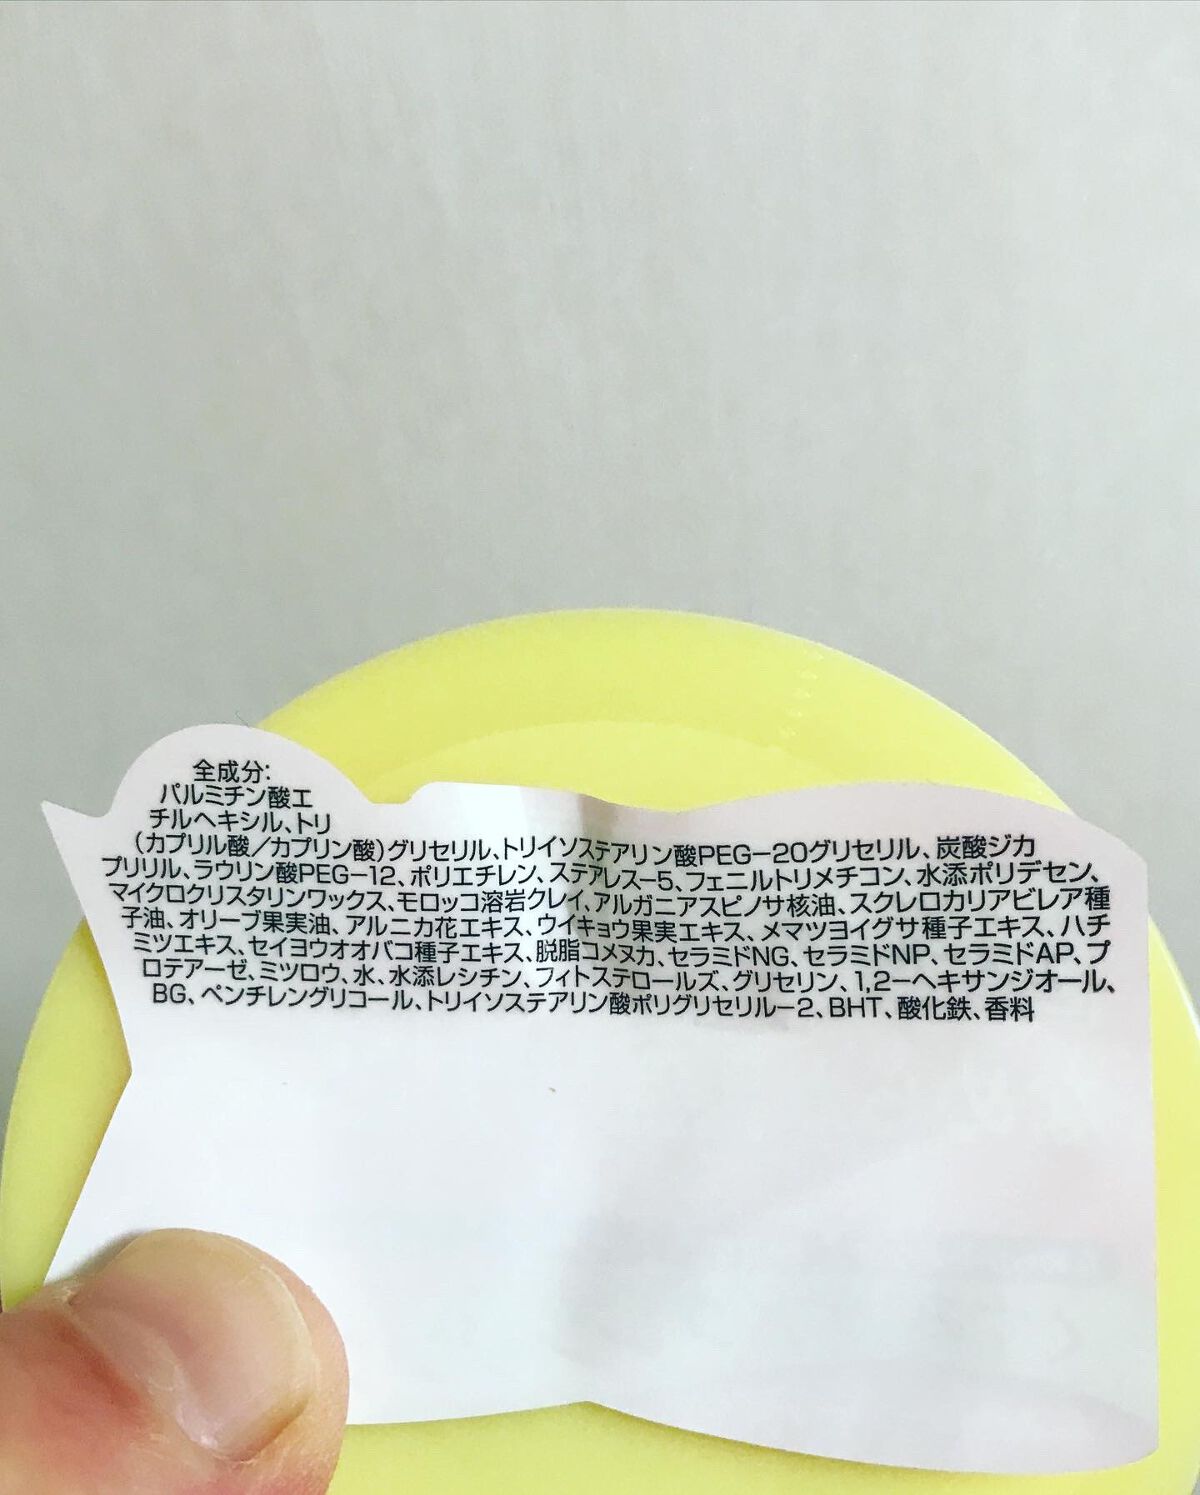 全成分:
パルミチン酸エ
チルヘキシル、トリ
(カプリル酸/カプリン酸)グリセリル、トリイソステアリン酸PEG-20グリセリル、炭酸ジカ
プリリル、ラウリン酸PEG-12、ポリエチレン、ステアレス-5、フェニルトリメチコン、水添ポリデセン、
マイクロクリスタリンワックス、モロッコ溶岩クレイ、アルガニアスピノサ核油、スクレロカリアビレア種
子油、オリーブ果実油、アルニカ花エキス、ウイキョウ果実エキス、メマツヨイグサ種子エキス、ハチ
ミツエキス、セイヨウオオバコ種子エキス、脱脂コメヌカ、セラミドNG、セラミドNP、セラミドAP、プ
ロテアーゼ、ミツロウ、水、水添レシチン、フィトステロールズ、グリセリン、1,2-ヘキサンジオール、
BG、ペンチレングリコール、トリイソステアリン酸ポリグリセリル-2、BHT、酸化鉄、香料